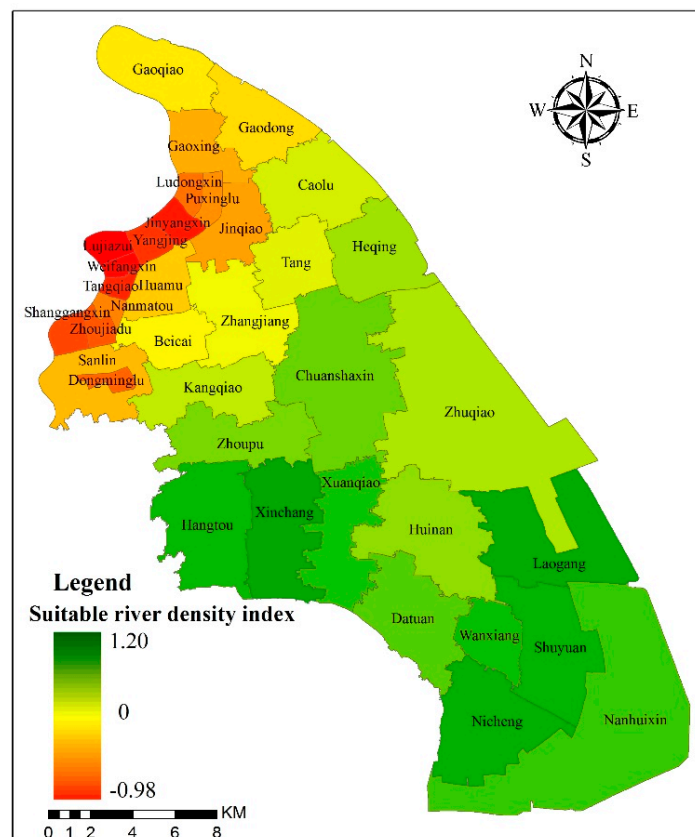 N
W E
S
Gaoqiao
Gaodong
Gaoxing
Caolu
Ludongxin
Puxinglu
Jinyangxin
Jinqiao
Yangjing
Heqing
Lujiazui
Tang
Weifangxin
Tangqiao Huamu
Nanmatou
Shanggangxin
Zhangjiang
Zhoujiadu
Beicai
Sanlin
Chuanshaxin
Dongminglu
Kangqiao
Zhuqiao
Zhoupu
Xuanqiao
Hangtou
Xinchang
Huinan
Laogang
Datuan
Wanxiang
Shuyuan
Nicheng
Nanhuixin
Legend
Suitable river density index
1.20
0
-0.98
KM
0 1 2 4 6 8